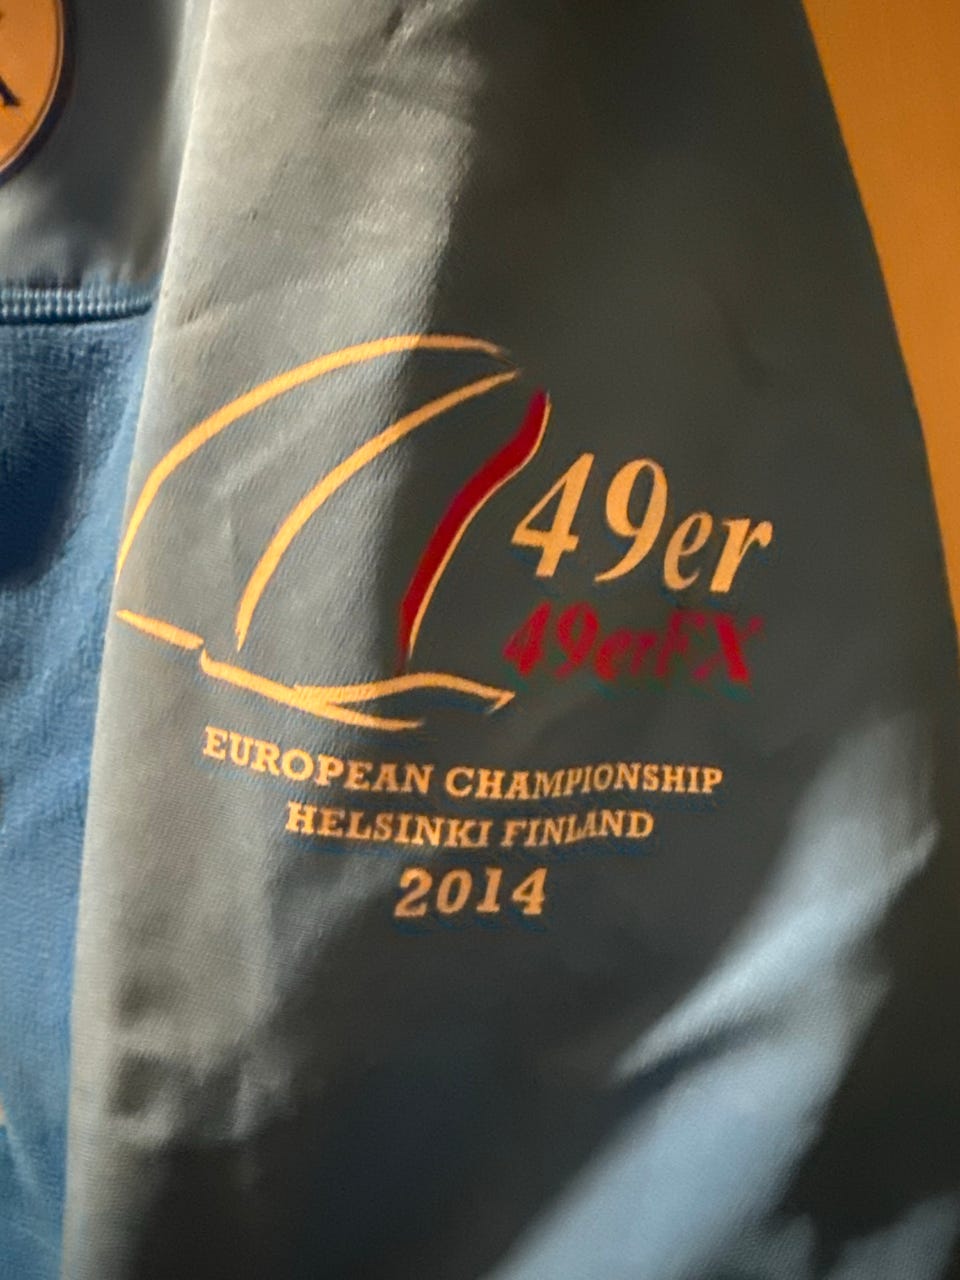 49er
49erFX
EUROPEAN CHAMPIONSHIP
HELSINKI FINLAND
2014